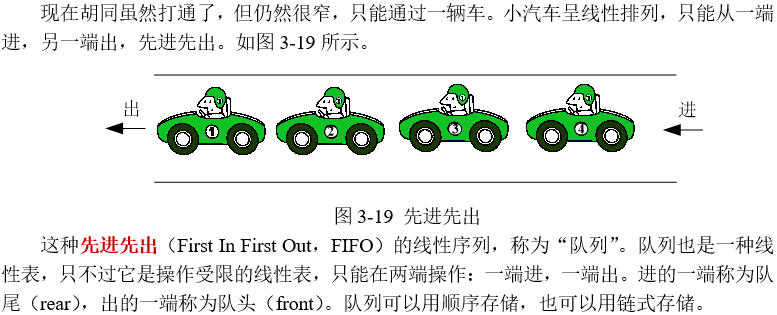 现在胡同虽然打通了，但仍然很窄，只能通过一辆车。小汽车呈线性排列，只能从一端
进，另一端出，先进先出。如图 3-19 所示。
出
进
① ② ③ ④
图 3-19 先进先出
这种先进先出（First In First Out，FIFO）的线性序列，称为“队列”。队列也是一种线
性表，只不过它是操作受限的线性表，只能在两端操作：一端进，一端出。进的一端称为队
尾（rear），出的一端称为队头（front）。队列可以用顺序存储，也可以用链式存储。